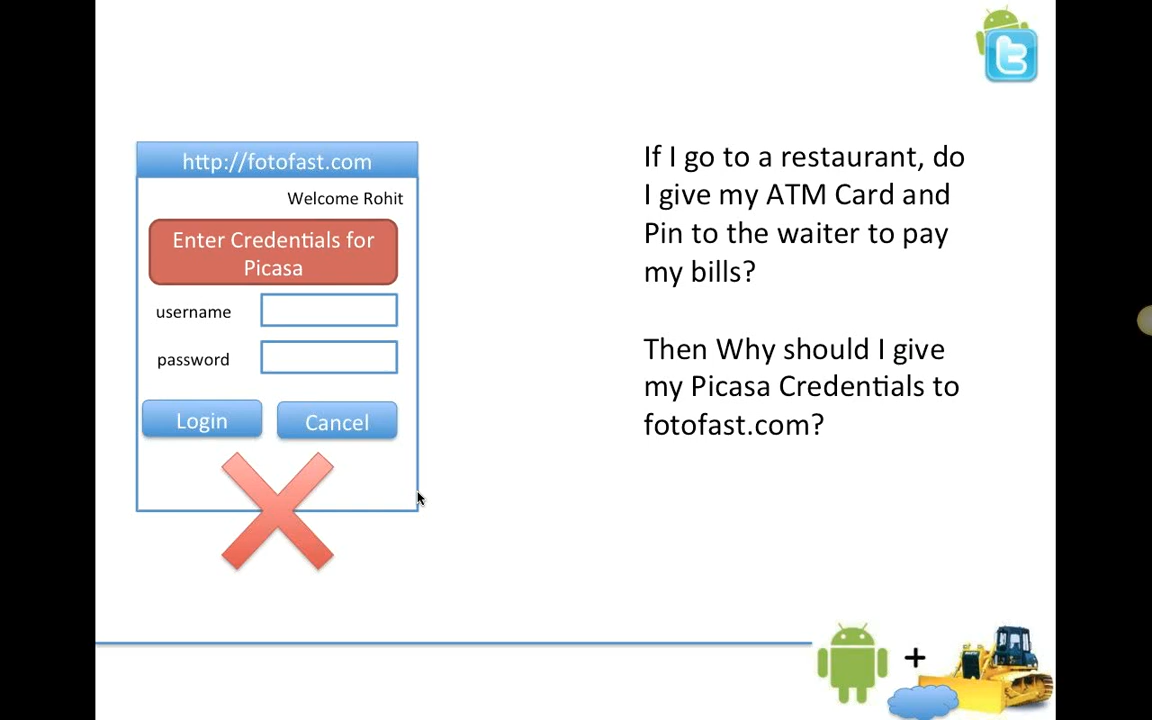 http://fotofast.com
Welcome Rohit
Enter Credentials for
Picasa
username
password
Login
Cancel
If I go to a restaurant, do
I give my ATM Card and
Pin to the waiter to pay
my bills?
Then Why should I give
my Picasa Credentials to
fotofast.com?
t
+